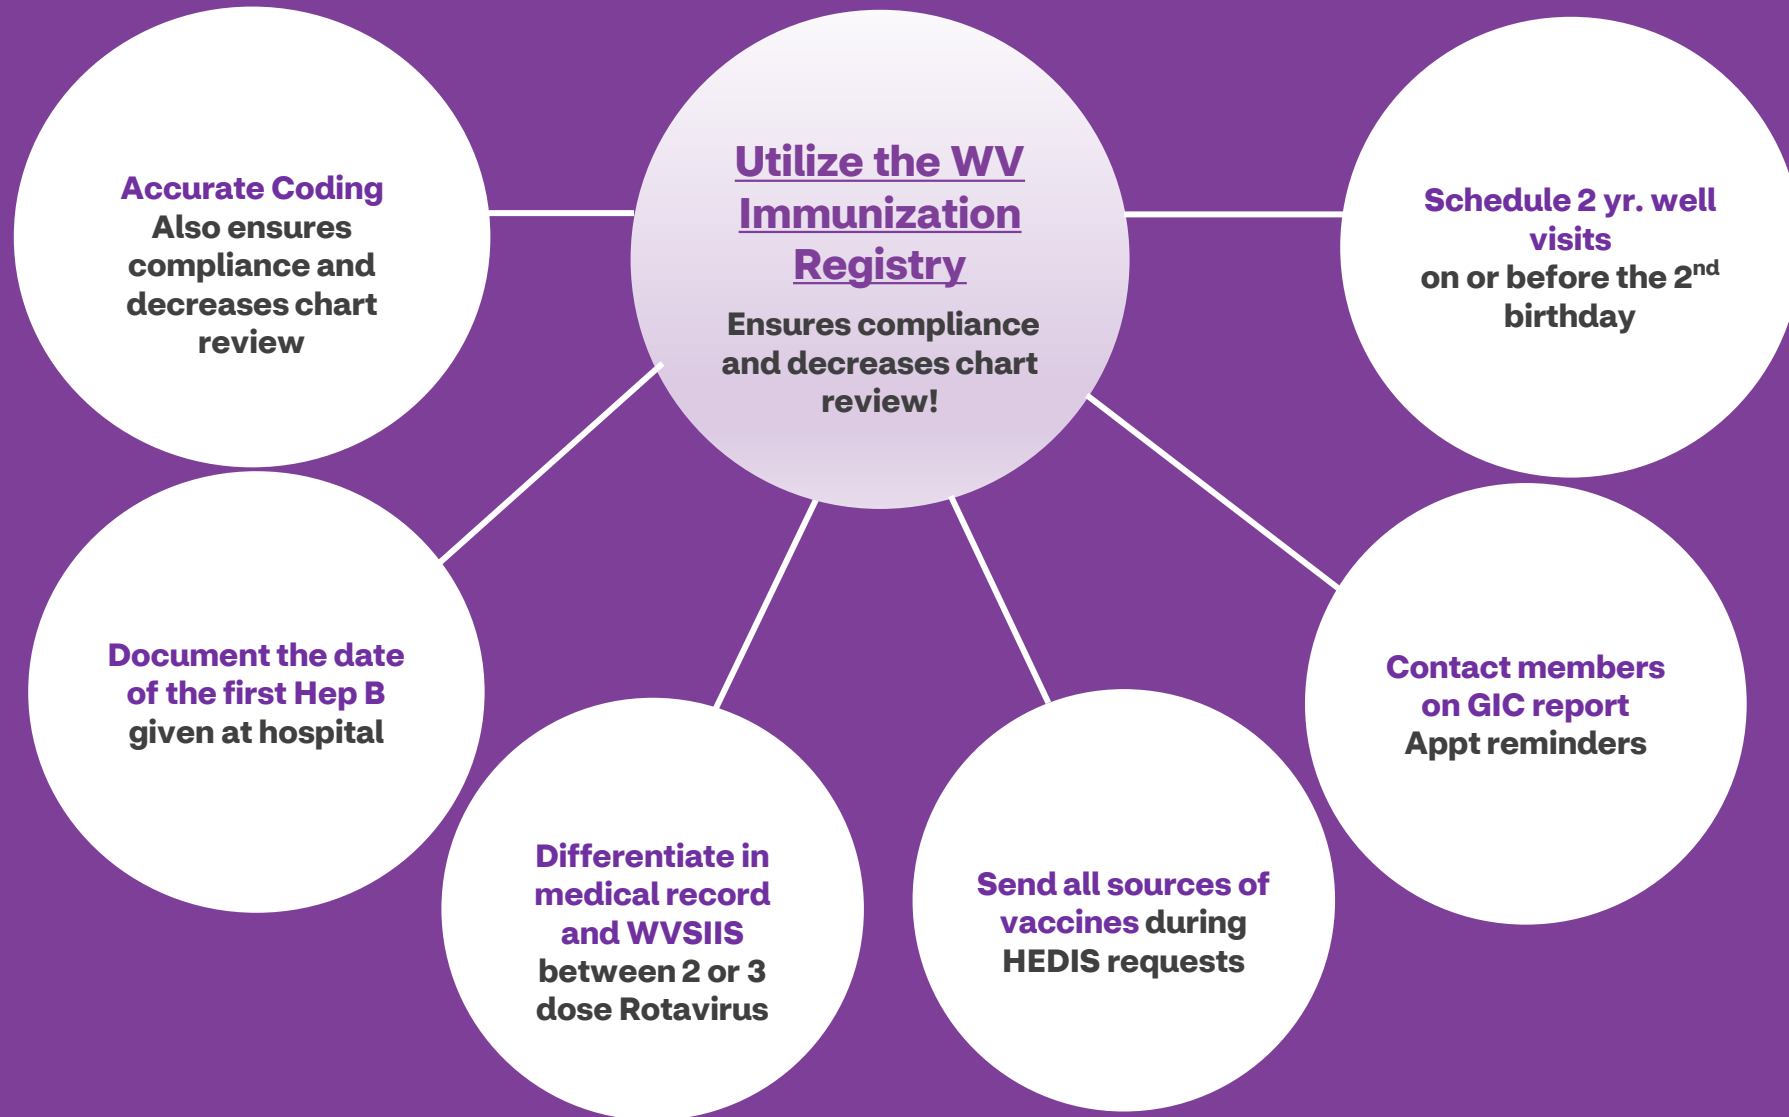 Accurate Coding
Also ensures
compliance and
decreases chart
review
Utilize the WV
Immunization
Registry
Ensures compliance
and decreases chart
review!
Schedule 2 yr. well
visits
on or before the 2nd
birthday
Document the date
of the first Hep B
given at hospital
Differentiate in
medical record
and WVSIIS
between 2 or 3
dose Rotavirus
Send all sources of
vaccines during
HEDIS requests
Contact members
on GIC report
Appt reminders